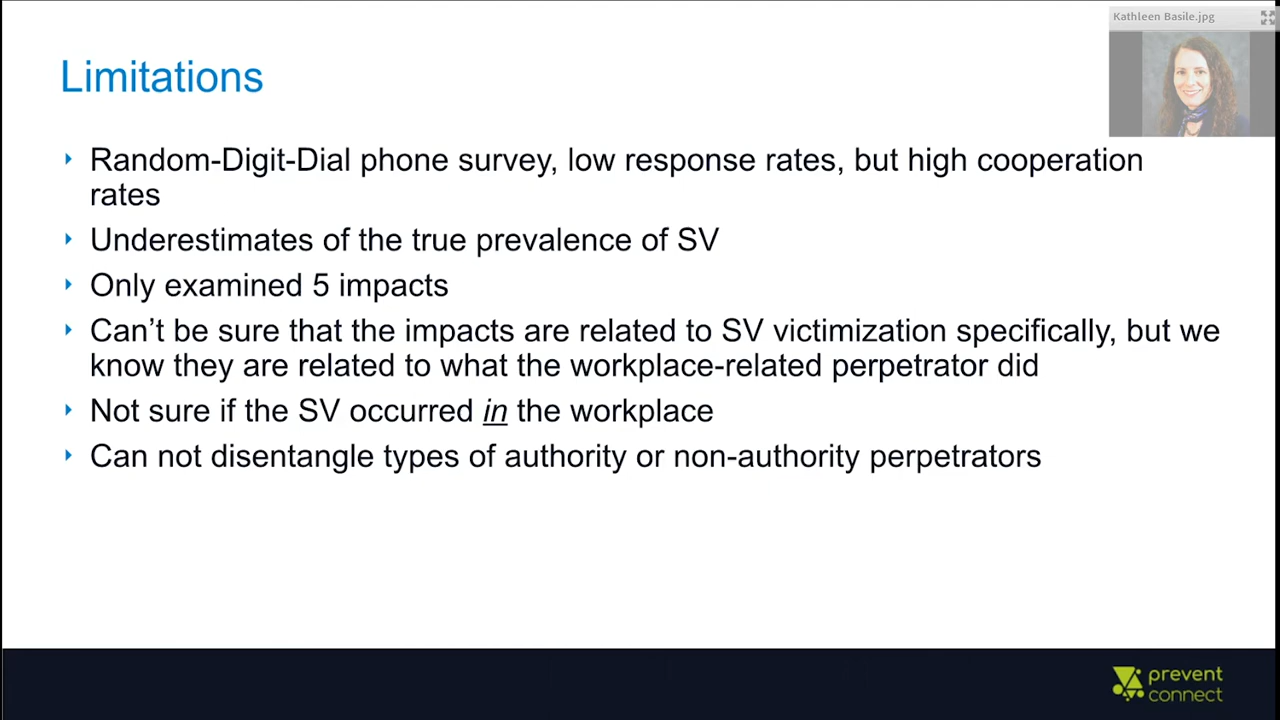 Kathleen Basile.jpg
Limitations
Random-Digit-Dial phone survey, low response rates, but high cooperation
rates
Underestimates of the true prevalence of SV
Only examined 5 impacts
Can't be sure that the impacts are related to SV victimization specifically, but we
know they are related to what the workplace-related perpetrator did
Not sure if the SV occurred in the workplace
Can not disentangle types of authority or non-authority perpetrators
prevent
connect